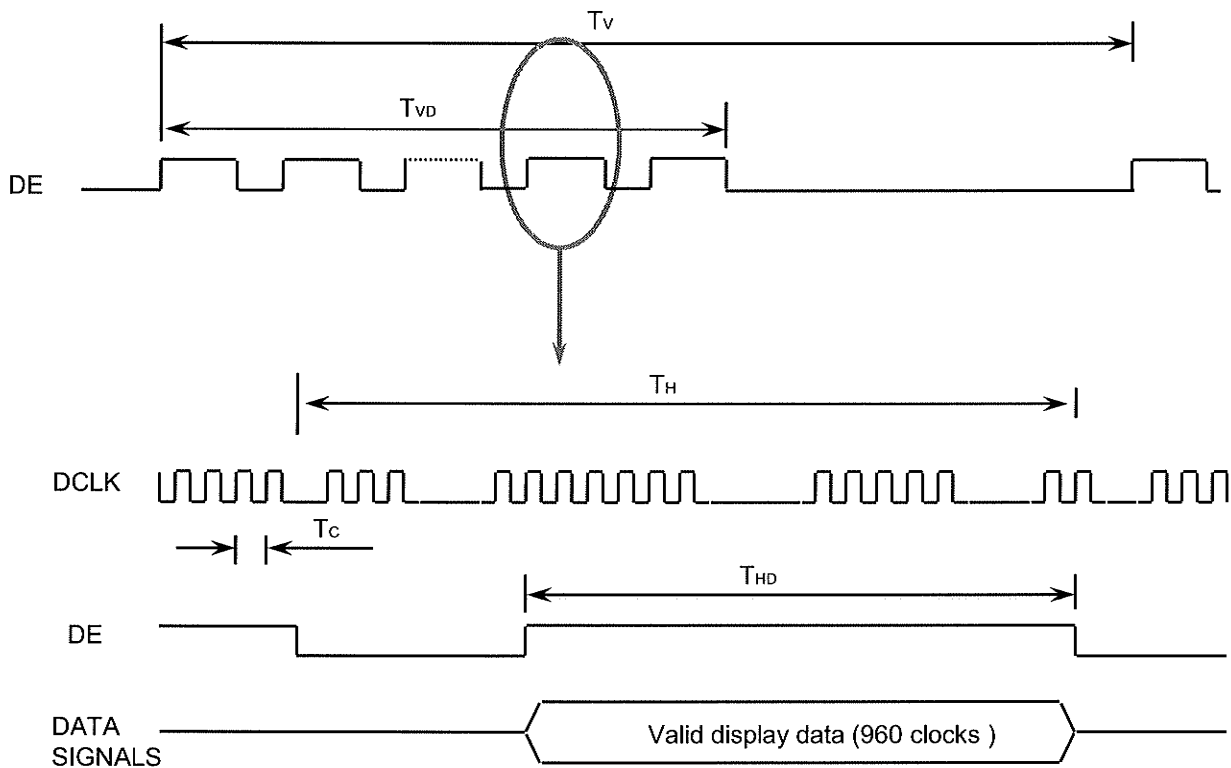 TV
TVD
DE
TH
DCLK
TC
THD
DE
DATA
SIGNALS
Valid display data (960 clocks )